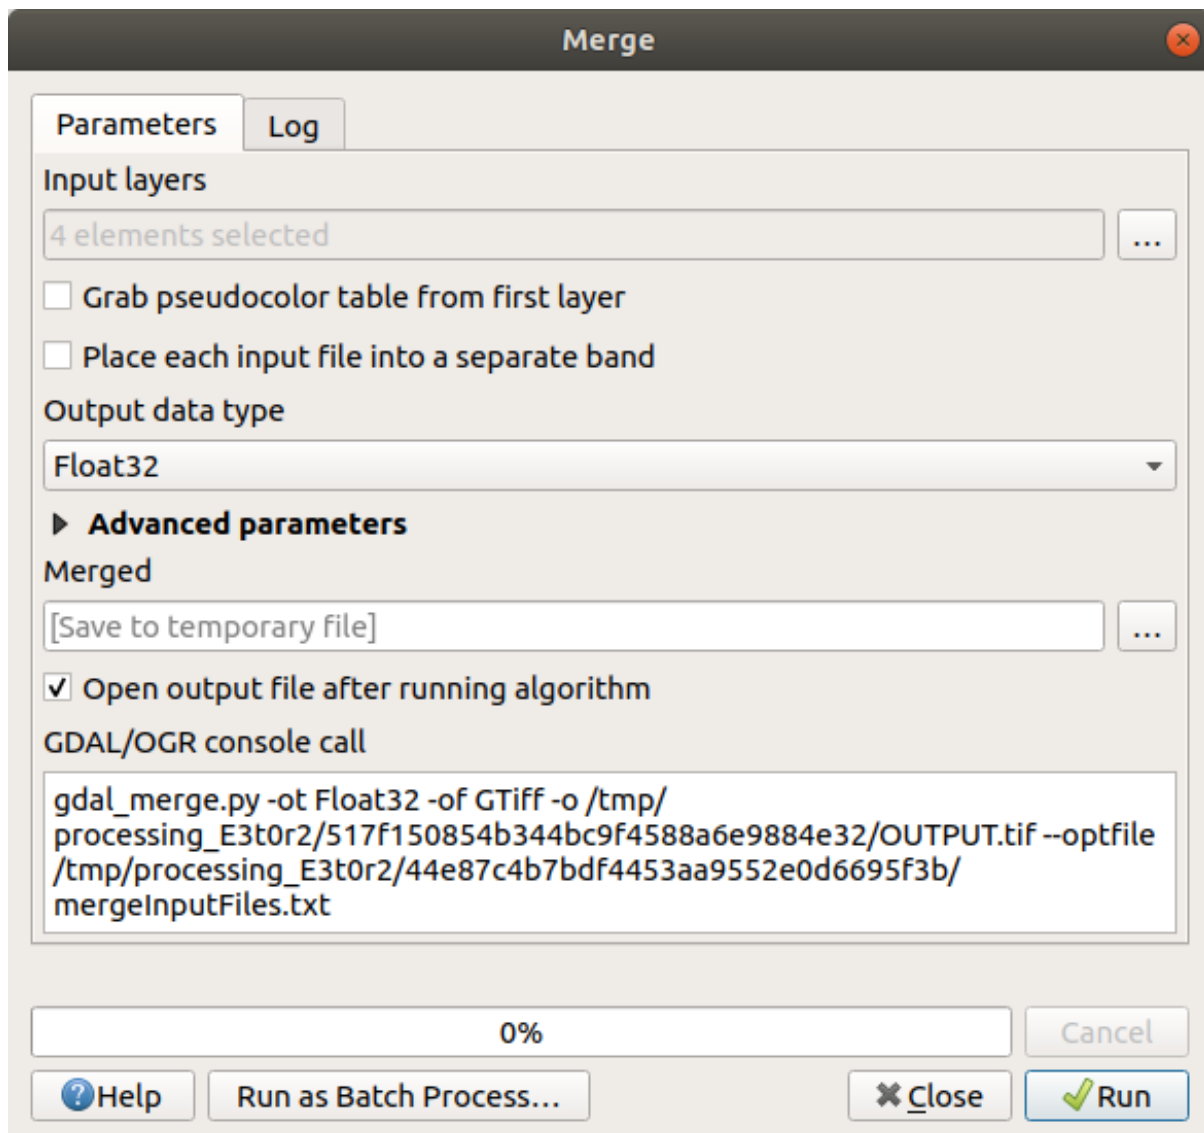 Merge
Parameters
Log
Input layers
4 elements selected
...
Grab pseudocolor table from first layer
Place each input file into a separate band
Output data type
Float32
Advanced parameters
Merged
[Save to temporary file]
...
Open output file after running algorithm
GDAL/OGR console call
gdal_merge.py -ot Float32 -of GTiff -o /tmp/
processing_E3t0r2/517f150854b344bc9f4588a6e9884e32/OUTPUT.tif --optfile
/tmp/processing_E3t0r2/44e87c4b7bdf4453aa9552e0d6695f3b/
mergeInputFiles.txt
0%
Cancel
Help
Run as Batch Process...
Close
Run